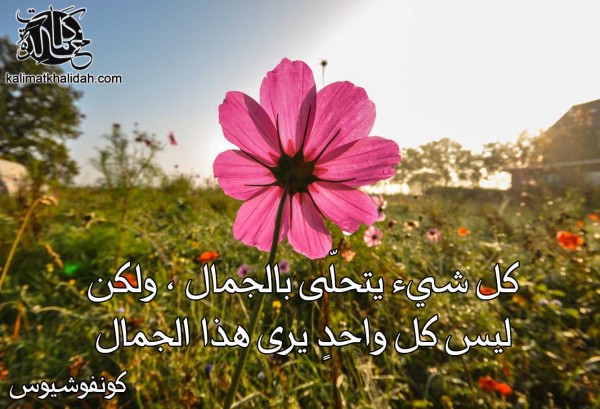 كلمات خالدة
kalimatkhalidah.com
كل شيء يتحلّى بالجمال ، ولكن
ليس كل واحدٍ يرى هذا الجمال
كونفوشيوس